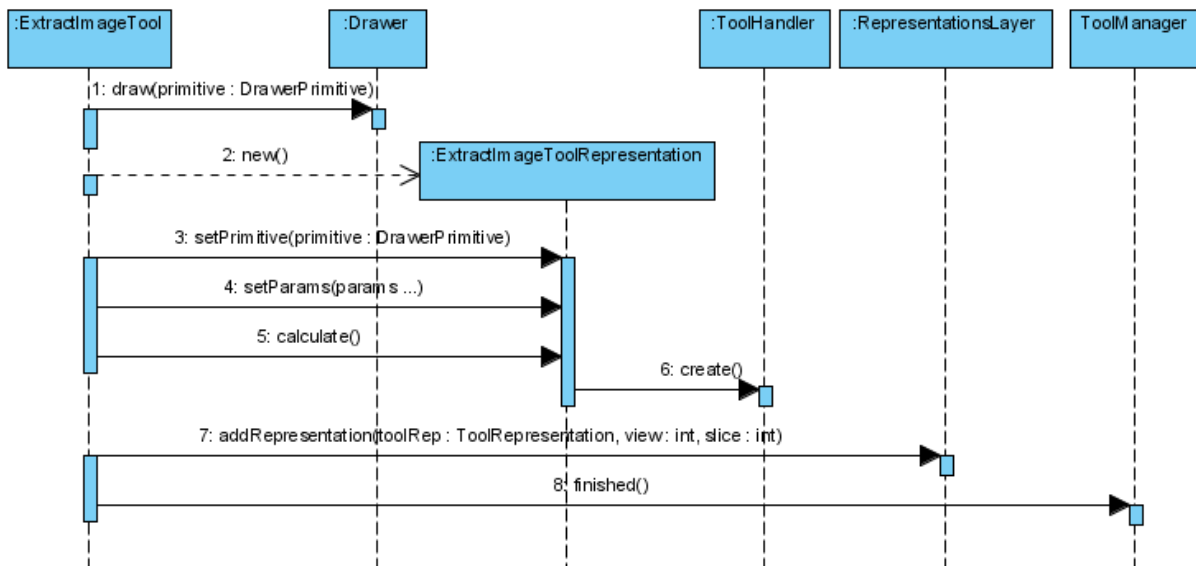 :ExtractImageTool
:Drawer
:ToolHandler
:RepresentationsLayer
ToolManager
1: draw(primitive : DrawerPrimitive)
2: new()
:ExtractImageToolRepresentation
3: setPrimitive(primitive : DrawerPrimitive)
4: setParams(params ...)
5: calculate()
6: create()
7: addRepresentation(toolRep : ToolRepresentation, view : int, slice : int)
8: finished()